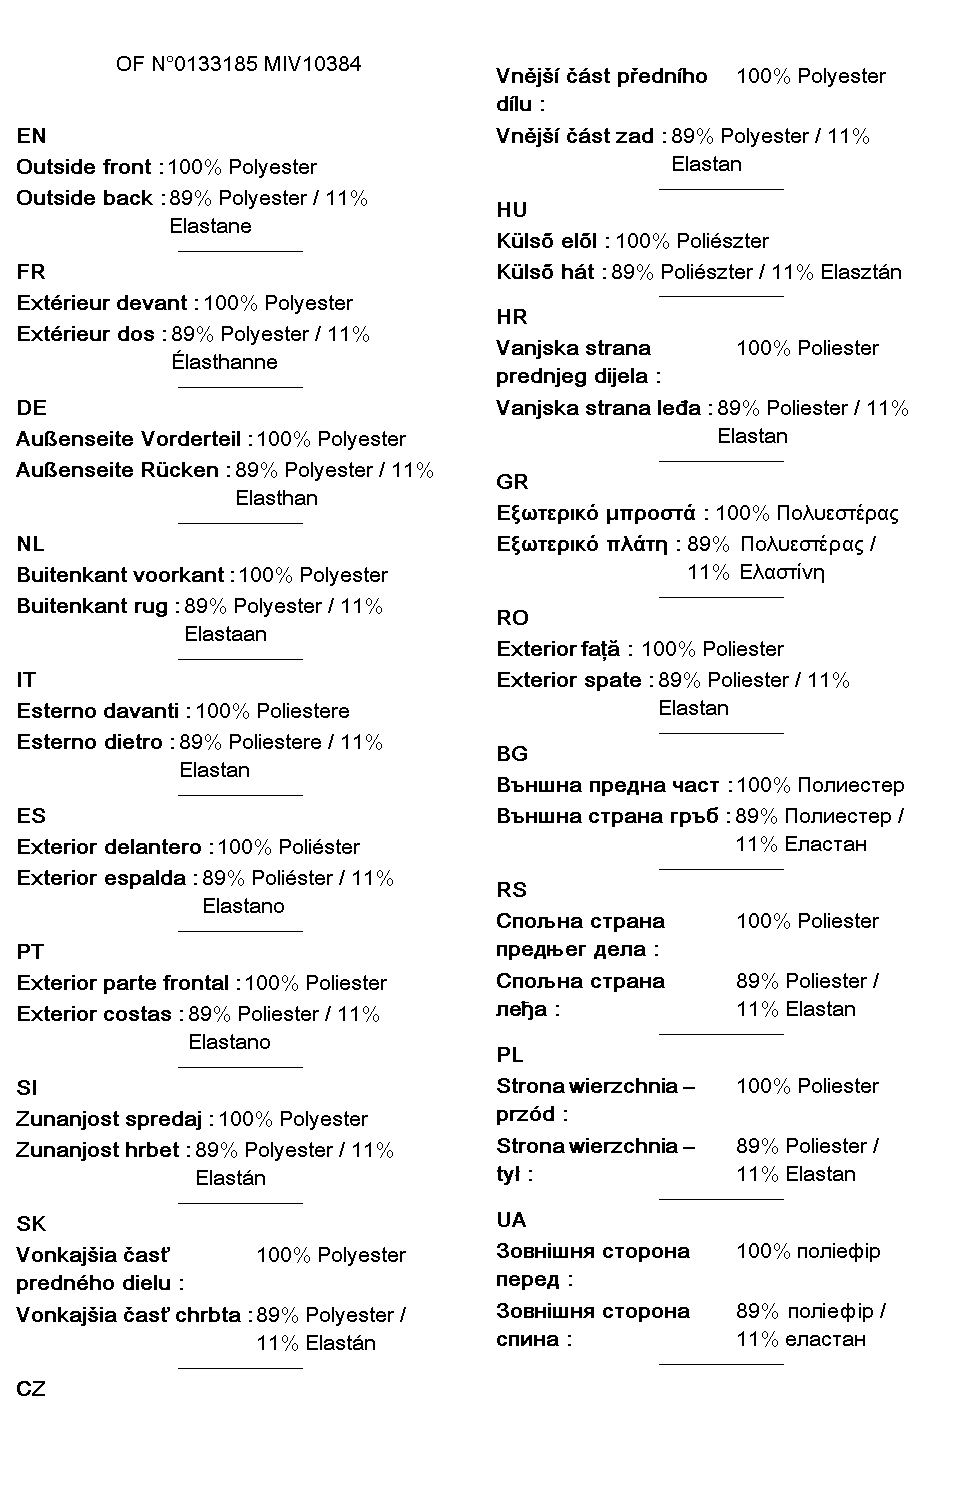 OF N°0133185 MIV10384
EN
Outside front : 100% Polyester
Outside back : 89% Polyester / 11%
Elastane
FR
Extérieur devant : 100% Polyester
Extérieur dos : 89% Polyester / 11%
Élasthanne
DE
Außenseite Vorderteil : 100% Polyester
Außenseite Rücken : 89% Polyester / 11%
Elasthan
NL
Buitenkant voorkant : 100% Polyester
Buitenkant rug : 89% Polyester / 11%
Elastaan
IT
Esterno davanti : 100% Poliestere
Esterno dietro : 89% Poliestere / 11%
Elastan
ES
Exterior delantero : 100% Poliéster
Exterior espalda : 89% Poliéster / 11%
Elastano
PT
Exterior parte frontal : 100% Poliester
Exterior costas : 89% Poliester / 11%
Elastano
SI
Zunanjost spredaj : 100% Polyester
Zunanjost hrbet : 89% Polyester / 11%
Elastán
SK
Vonkajšia časť 100% Polyester
predného dielu :
Vonkajšia časť chrbta : 89% Polyester /
11% Elastán
CZ
Vnější část předního 100% Polyester
dílu :
Vnější část zad : 89% Polyester / 11%
Elastan
HU
Külső elől : 100% Poliészter
Külső hát : 89% Poliészter / 11% Elasztán
HR
Vanjska strana 100% Poliester
prednjeg dijela :
Vanjska strana leđa : 89% Poliester / 11%
Elastan
GR
Εξωτερικό μπροστά : 100% Πολυεστέρας
Εξωτερικό πλάτη : 89% Πολυεστέρας /
11% Ελαστίνη
RO
Exterior față : 100% Poliester
Exterior spate : 89% Poliester / 11%
Elastan
BG
Външна предна част : 100% Полиестер
Външна страна гръб : 89% Полиестер /
11% Еластан
RS
Спољна страна 100% Poliester
предњег дела :
Спољна страна 89% Poliester /
леђа : 11% Elastan
PL
Strona wierzchnia – 100% Poliester
przód :
Strona wierzchnia – 89% Poliester /
tył : 11% Elastan
UA
Зовнішня сторона 100% поліефір
перед :
Зовнішня сторона 89% поліефір /
спина : 11% еластан